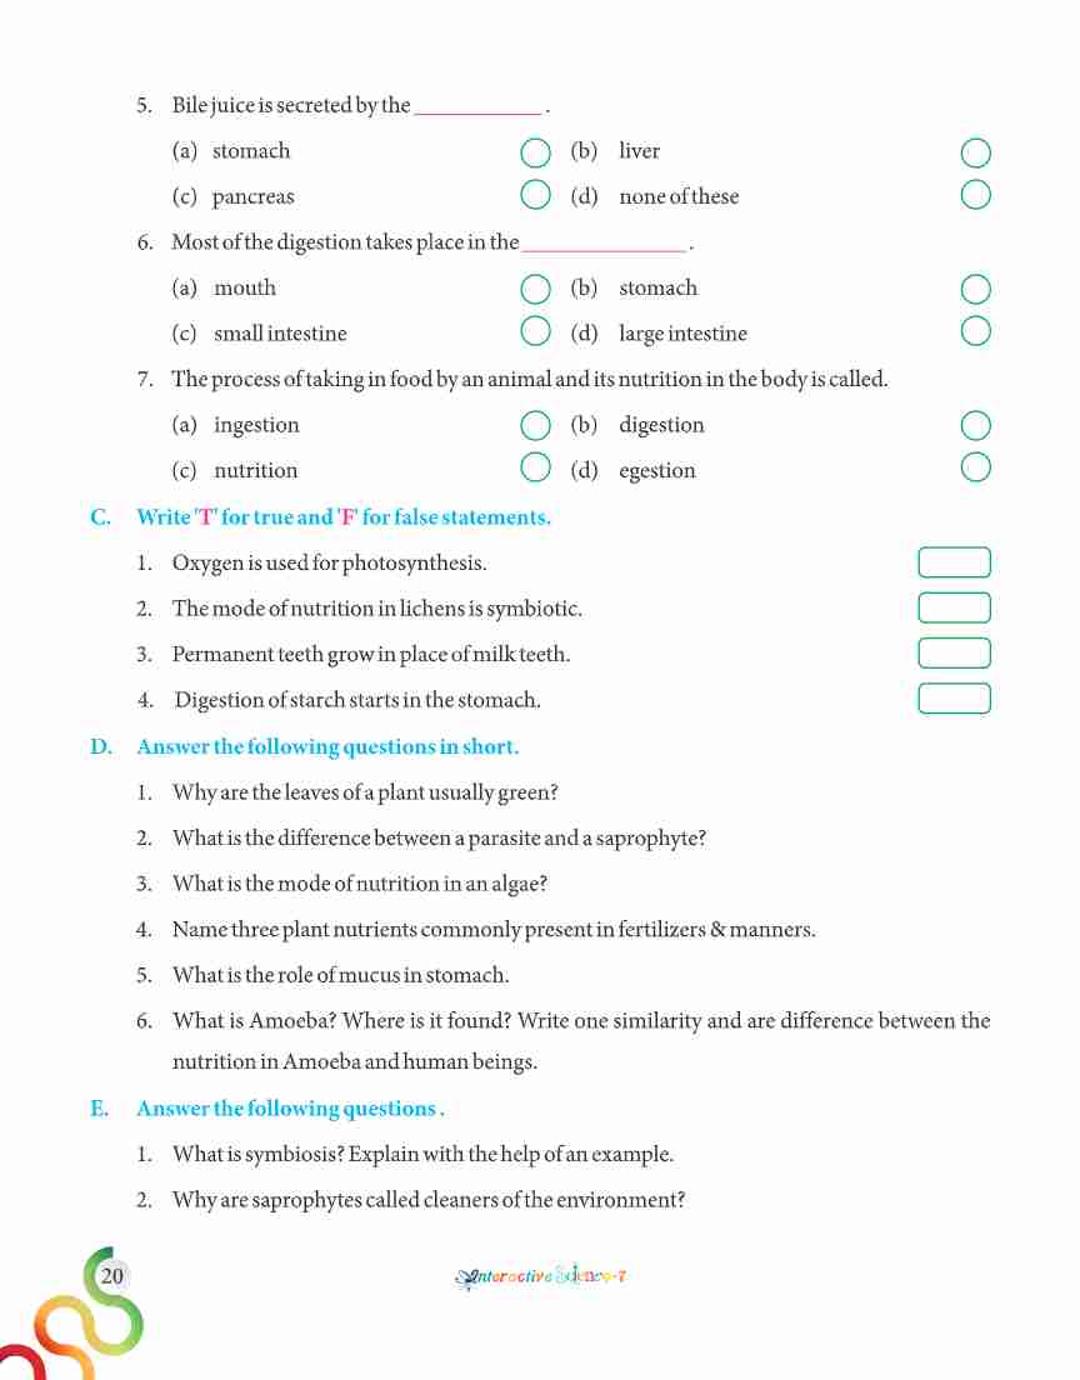 5. Bile juice is secreted by the ____________ .
(a) stomach (b) liver
(c) pancreas (d) none of these
6. Most of the digestion takes place in the _______________ .
(a) mouth (b) stomach
(c) small intestine (d) large intestine
7. The process of taking in food by an animal and its nutrition in the body is called.
(a) ingestion (b) digestion
(c) nutrition (d) egestion
C. Write 'T' for true and 'F' for false statements.
1. Oxygen is used for photosynthesis.
2. The mode of nutrition in lichens is symbiotic.
3. Permanent teeth grow in place of milk teeth.
4. Digestion of starch starts in the stomach.
D. Answer the following questions in short.
1. Why are the leaves of a plant usually green?
2. What is the difference between a parasite and a saprophyte?
3. What is the mode of nutrition in an algae?
4. Name three plant nutrients commonly present in fertilizers & manners.
5. What is the role of mucus in stomach.
6. What is Amoeba? Where is it found? Write one similarity and are difference between the
nutrition in Amoeba and human beings.
E. Answer the following questions .
1. What is symbiosis? Explain with the help of an example.
2. Why are saprophytes called cleaners of the environment?
20
Interactive Science-7